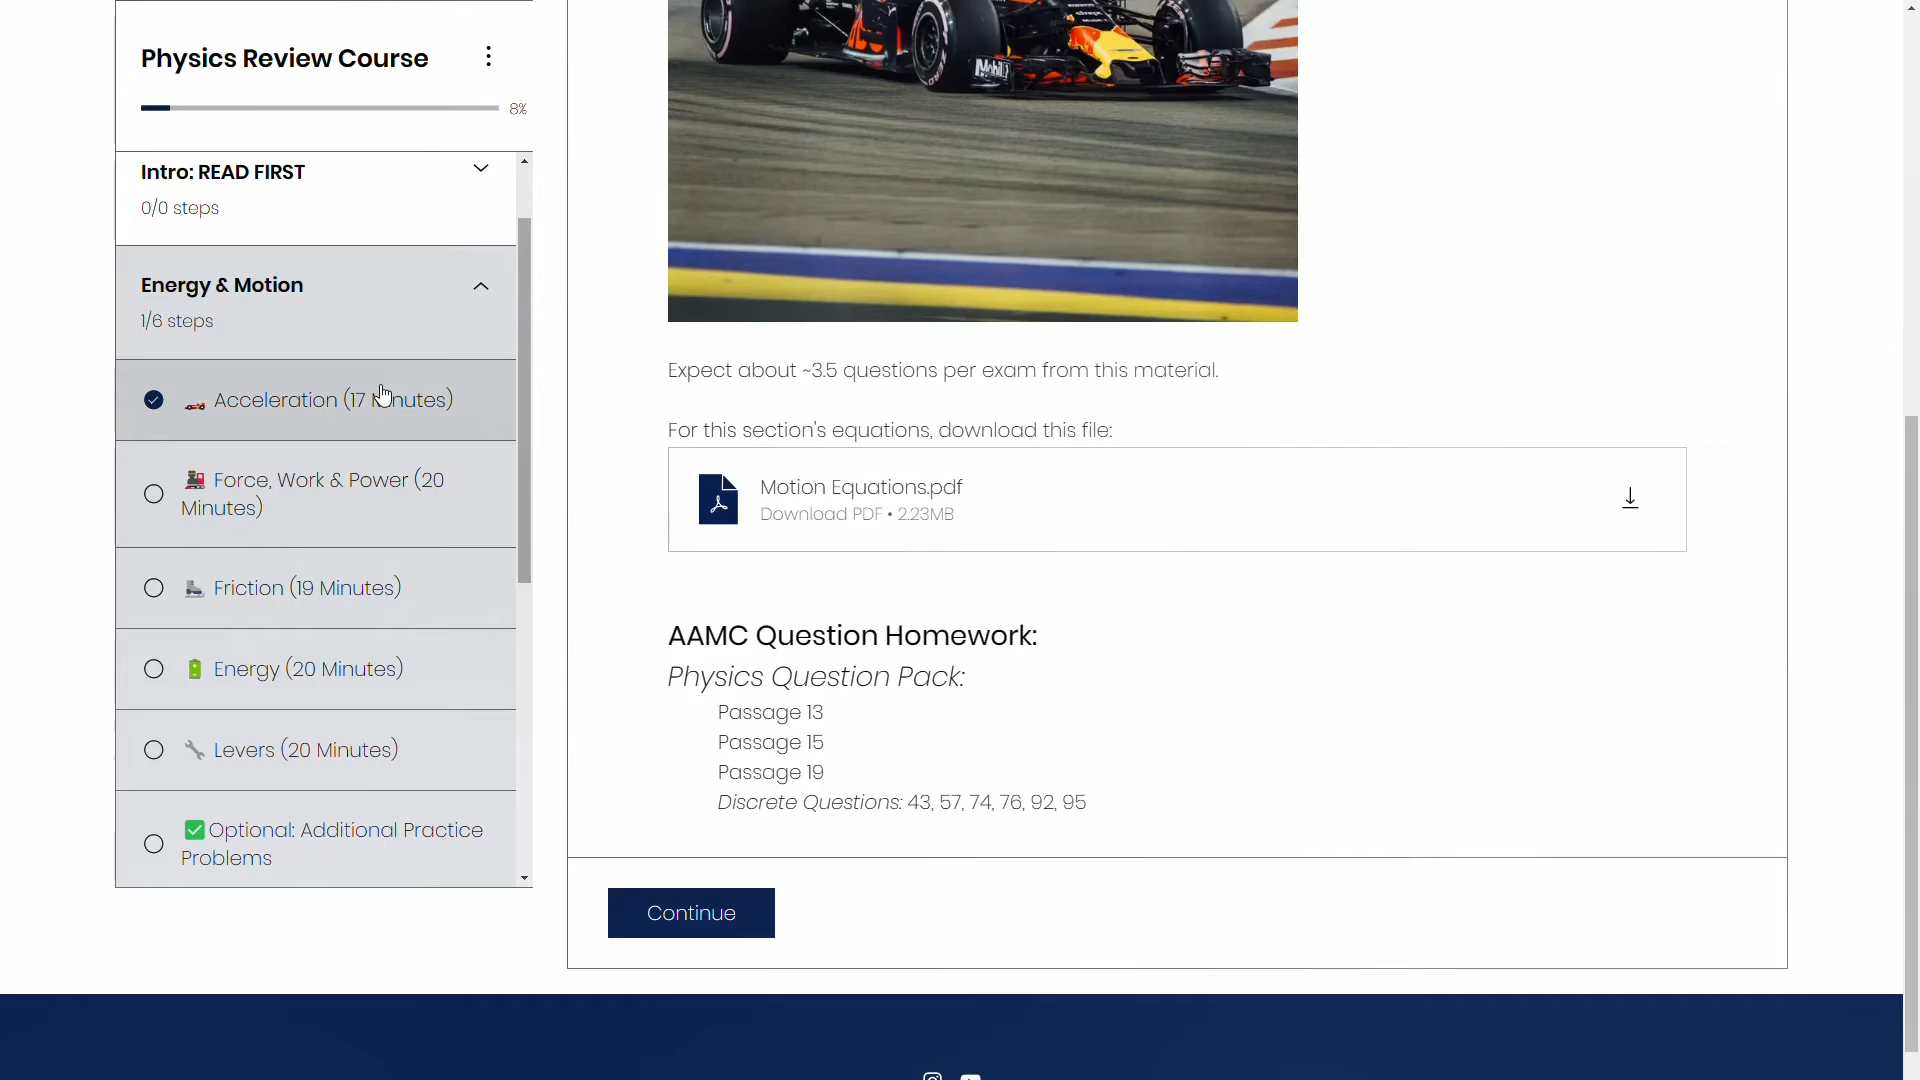 Physics Review Course
8%
Intro: READ FIRST
0/0 steps
Energy & Motion
1/6 steps
Acceleration (17 Minutes)
Force, Work & Power (20
Minutes)
Friction (19 Minutes)
Energy (20 Minutes)
Levers (20 Minutes)
Optional: Additional Practice
Problems
Mobil
Expect about ~3.5 questions per exam from this material.
For this section's equations, download this file:
Motion Equations.pdf
Download PDF • 2.23MB
AAMC Question Homework:
Physics Question Pack:
Passage 13
Passage 15
Passage 19
Discrete Questions: 43, 57, 74, 76, 92, 95
Continue